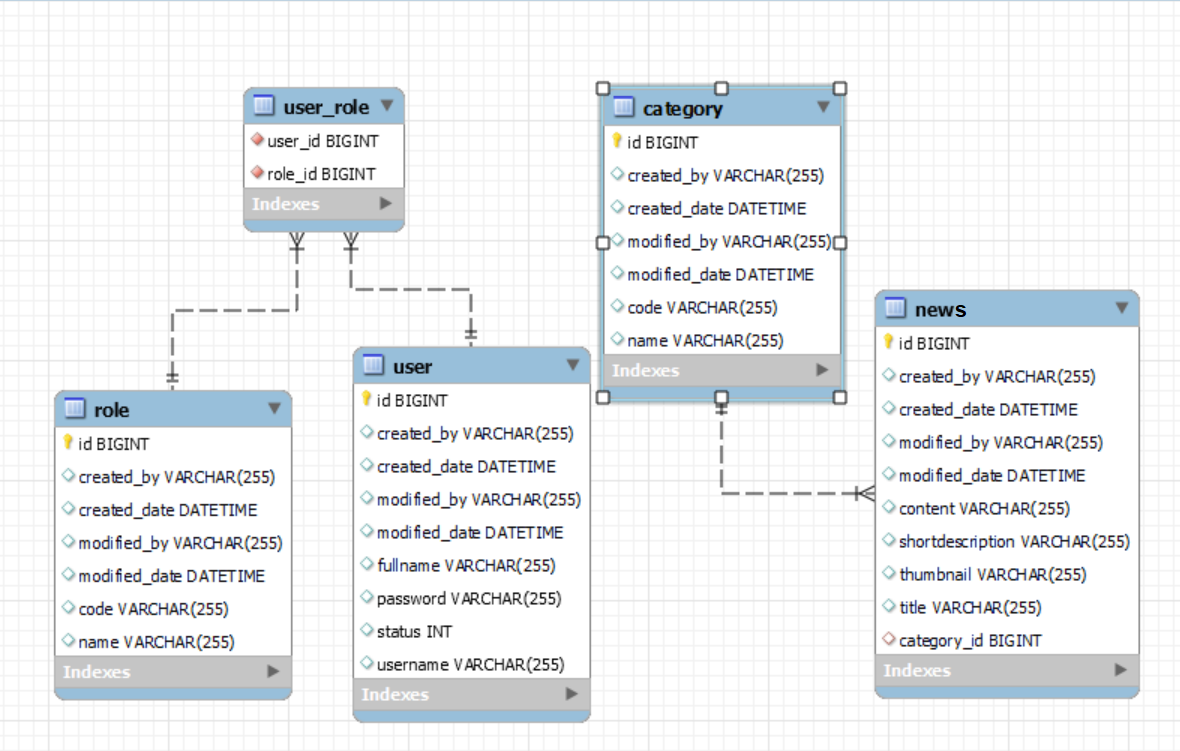 user_role
user_id BIGINT
role_id BIGINT
Indexes
category
id BIGINT
created_by VARCHAR(255)
created_date DATETIME
modified_by VARCHAR(255)
modified_date DATETIME
code VARCHAR(255)
name VARCHAR(255)
Indexes
role
id BIGINT
created_by VARCHAR(255)
created_date DATETIME
modified_by VARCHAR(255)
modified_date DATETIME
code VARCHAR(255)
name VARCHAR(255)
Indexes
user
id BIGINT
created_by VARCHAR(255)
created_date DATETIME
modified_by VARCHAR(255)
modified_date DATETIME
fullname VARCHAR(255)
password VARCHAR(255)
status INT
username VARCHAR(255)
Indexes
news
id BIGINT
created_by VARCHAR(255)
created_date DATETIME
modified_by VARCHAR(255)
modified_date DATETIME
content VARCHAR(255)
shortdescription VARCHAR(255)
thumbnail VARCHAR(255)
title VARCHAR(255)
category_id BIGINT
Indexes